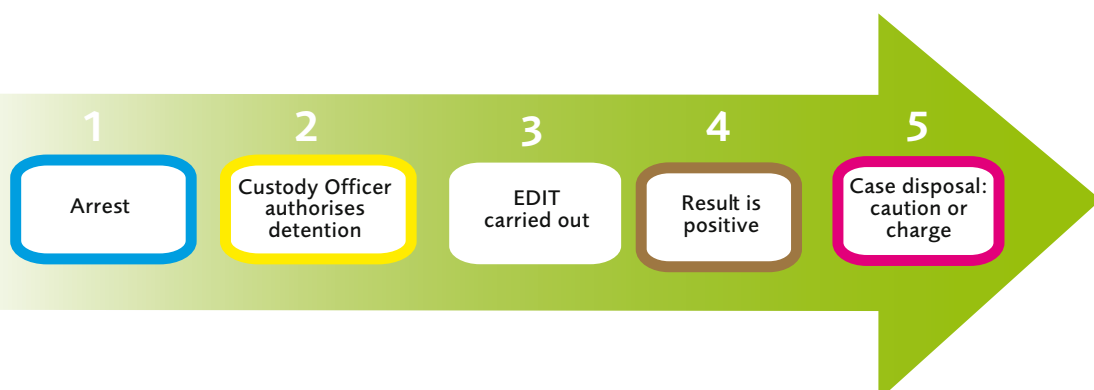 1
Arrest
2
Custody Officer
authorises
detention
3
EDIT
carried out
4
Result is
positive
5
Case disposal:
caution or
charge